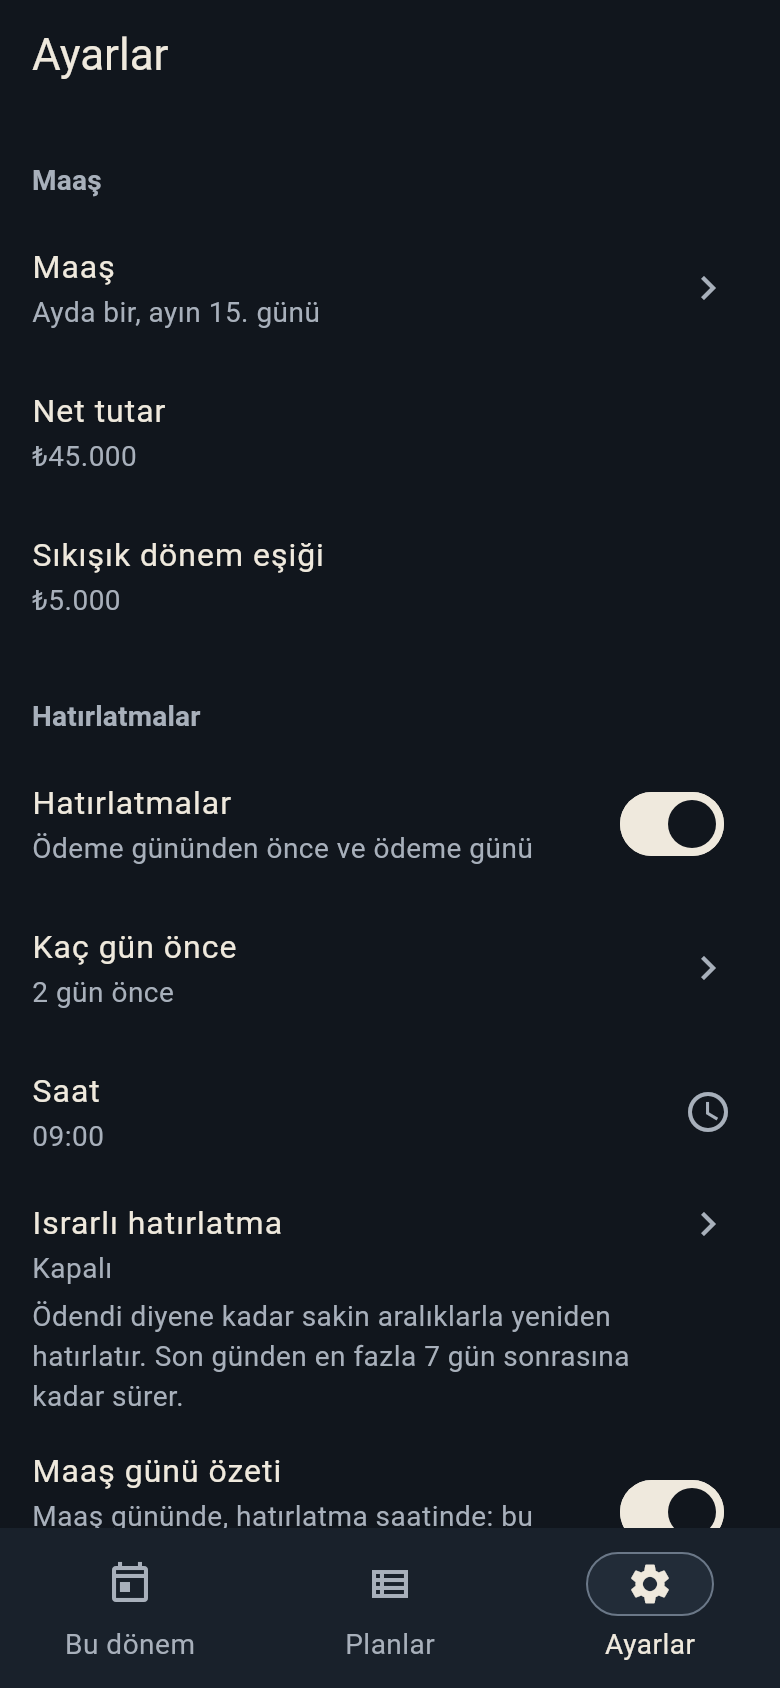 Ayarlar
Maaş
Maaş
Ayda bir, ayın 15. günü
Net tutar
₺45.000
Sıkışık dönem eşiği
₺5.000
Hatırlatmalar
Hatırlatmalar
Ödeme gününden önce ve ödeme günü
Kaç gün önce
2 gün önce
Saat
09:00
Israrlı hatırlatma
Kapalı
Ödendi diyene kadar sakin aralıklarla yeniden
hatırlatır. Son günden en fazla 7 gün sonrasına
kadar sürer.
Maaş günü özeti
Maaş gününde, hatırlatma saatinde: bu
Bu dönem
Planlar
Ayarlar